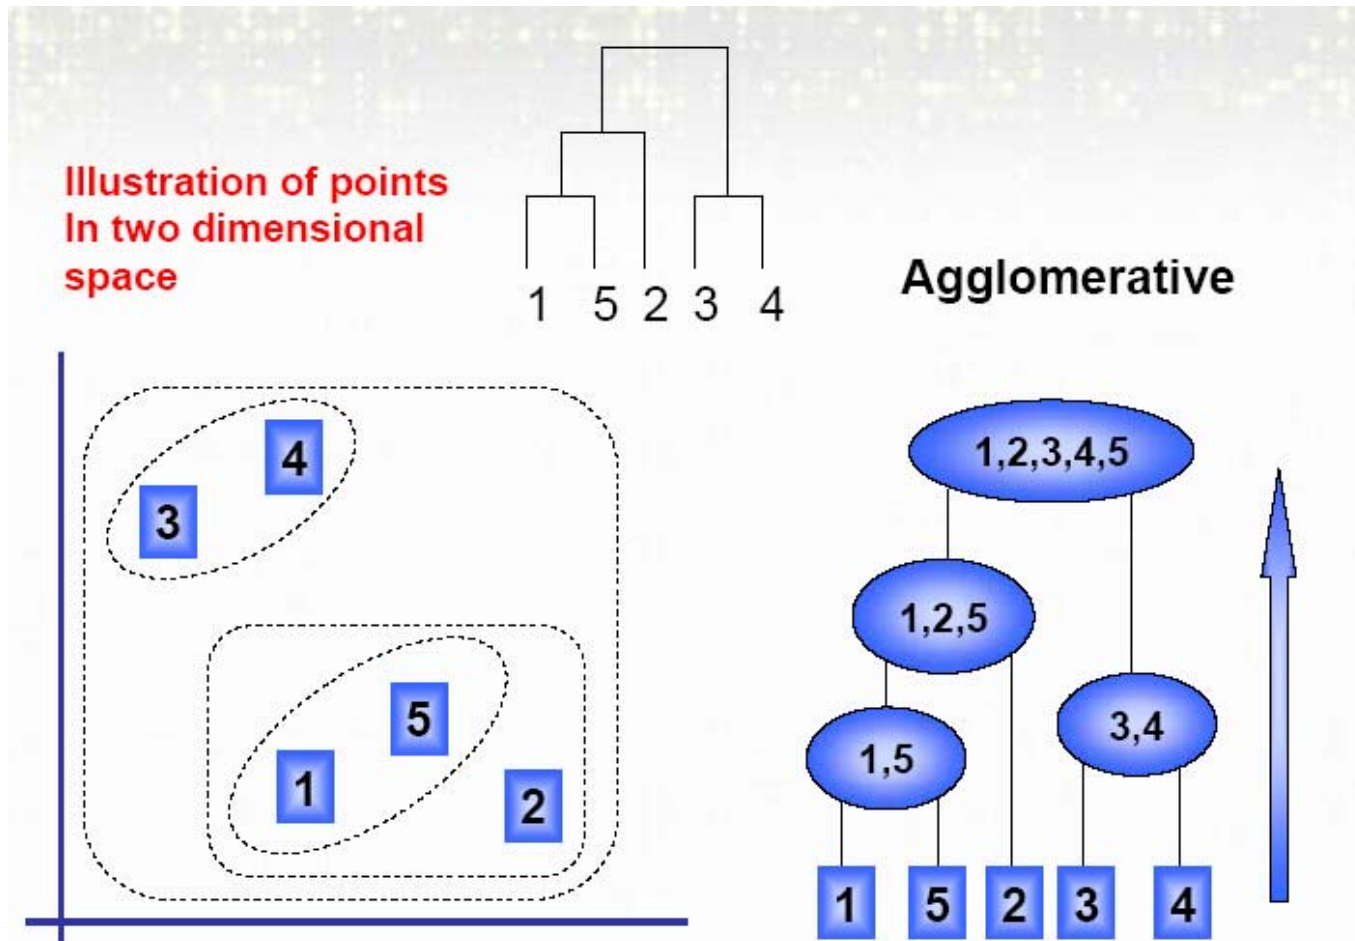 Illustration of points
In two dimensional
space
1 5 2 3 4
Agglomerative
4
3
5
1
2
1,2,3,4,5
1,2,5
3,4
1,5
1 5 2 3 4